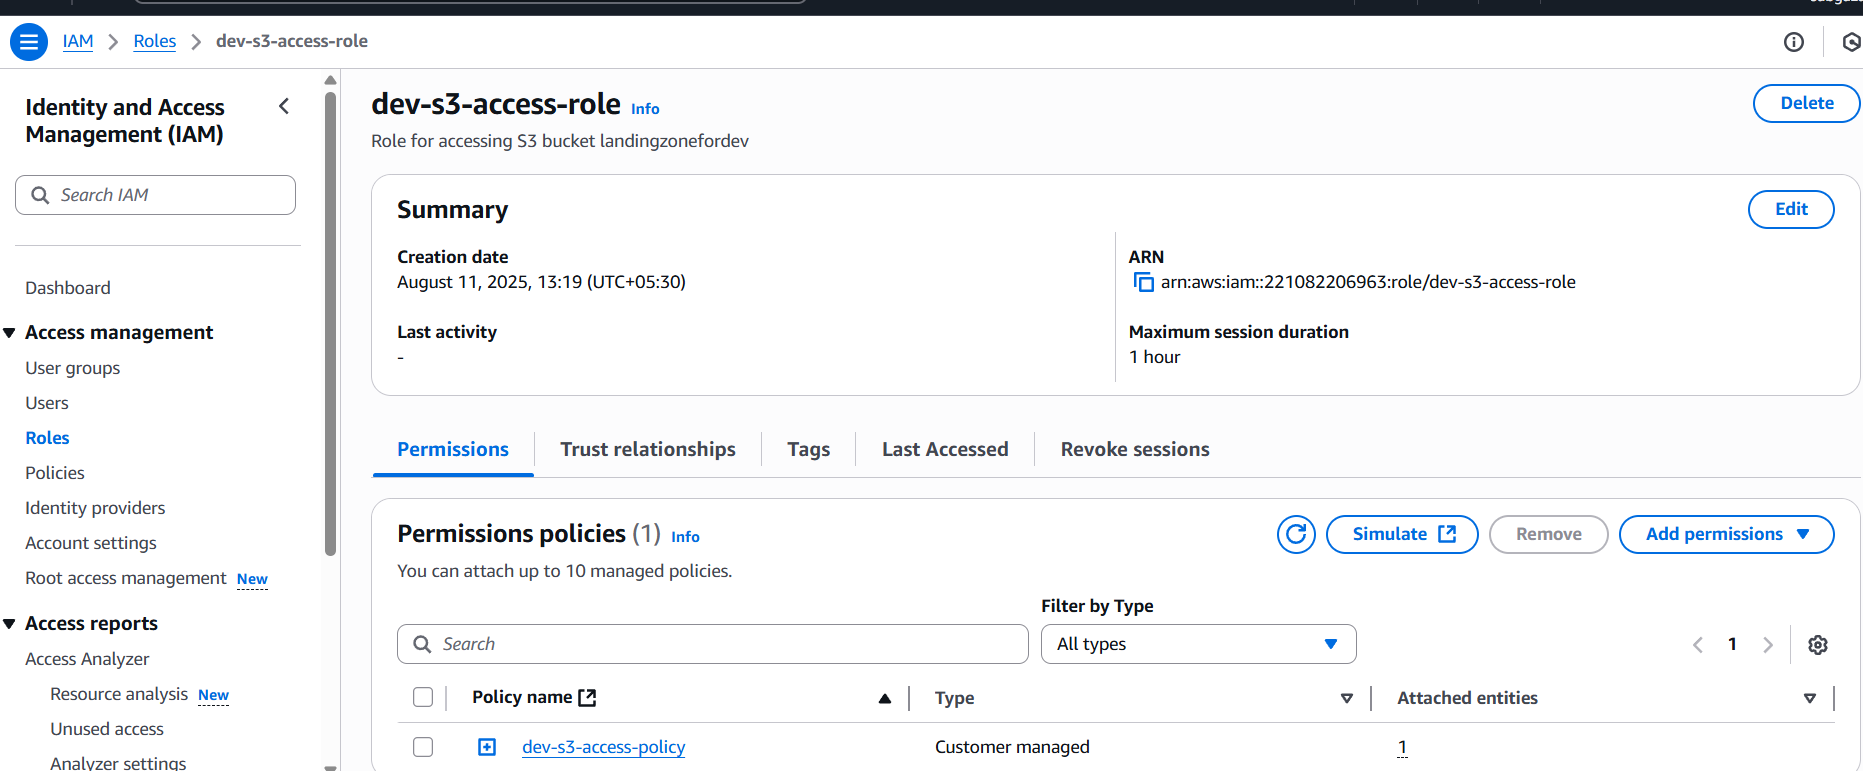 IAM > Roles > dev-s3-access-role
Identity and Access
Management (IAM)
Search IAM
Dashboard
Access management
User groups
Users
Roles
Policies
Identity providers
Account settings
Root access management New
Access reports
Access Analyzer
Resource analysis New
Unused access
Analyzer settings
dev-s3-access-role Info
Delete
Role for accessing S3 bucket landingzonefordev
Summary
Edit
Creation date
August 11, 2025, 13:19 (UTC+05:30)
ARN
arn:aws:iam::221082206963:role/dev-s3-access-role
Last activity
-
Maximum session duration
1 hour
Permissions
Trust relationships
Tags
Last Accessed
Revoke sessions
Permissions policies (1) Info
Simulate
Remove
Add permissions
You can attach up to 10 managed policies.
Filter by Type
Search
All types
1
Policy name
Type
Attached entities
dev-s3-access-policy
Customer managed
1